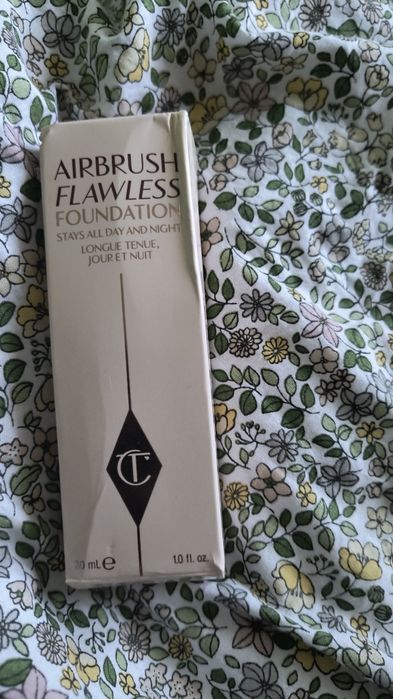 AIRBRUSH
FLAWLESS
FOUNDATION
STAYS ALL DAY AND NIGHT
LONGUE TENUE,
JOUR ET NUIT
CT
30 mL e
1.0 fl. oz.